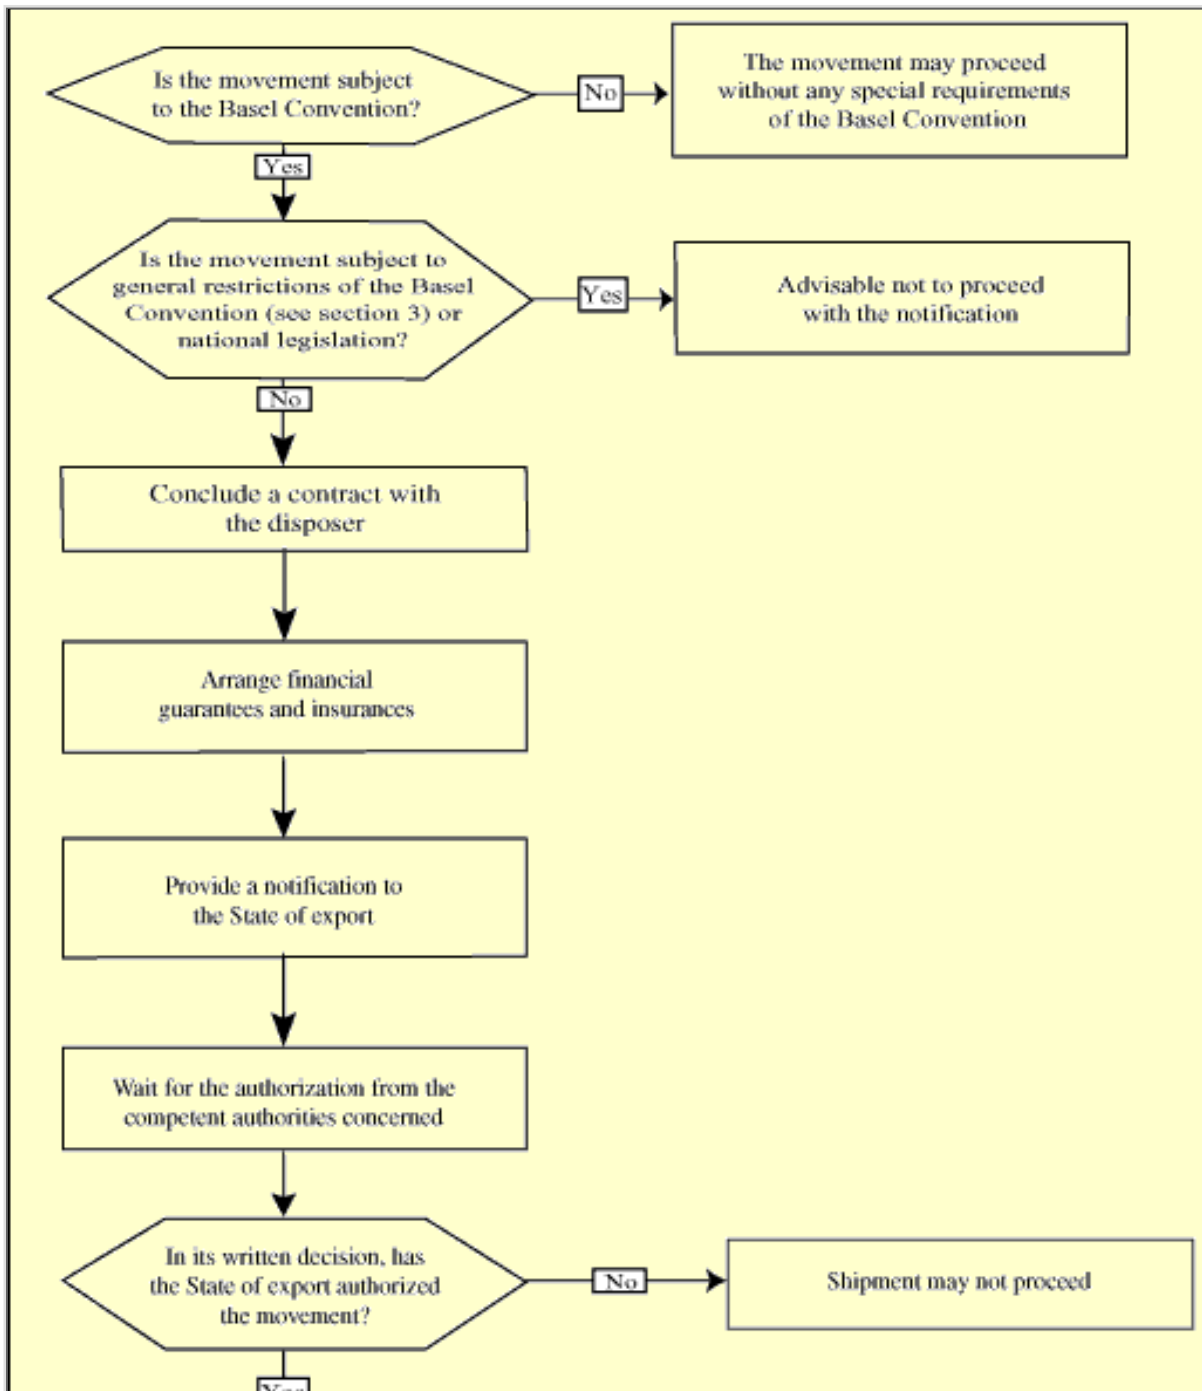 Is the movement subject
to the Basel Convention?
No
The movement may proceed
without any special requirements
of the Basel Convention
Yes
Is the movement subject to
general restrictions of the Basel
Convention (see section 3) or
national legislation?
Yes
Advisable not to proceed
with the notification
No
Conclude a contract with
the disposer
Arrange financial
guarantees and insurances
Provide a notification to
the State of export
Wait for the authorization from the
competent authorities concerned
In its written decision, has
the State of export authorized
the movement?
No
Shipment may not proceed
Yes